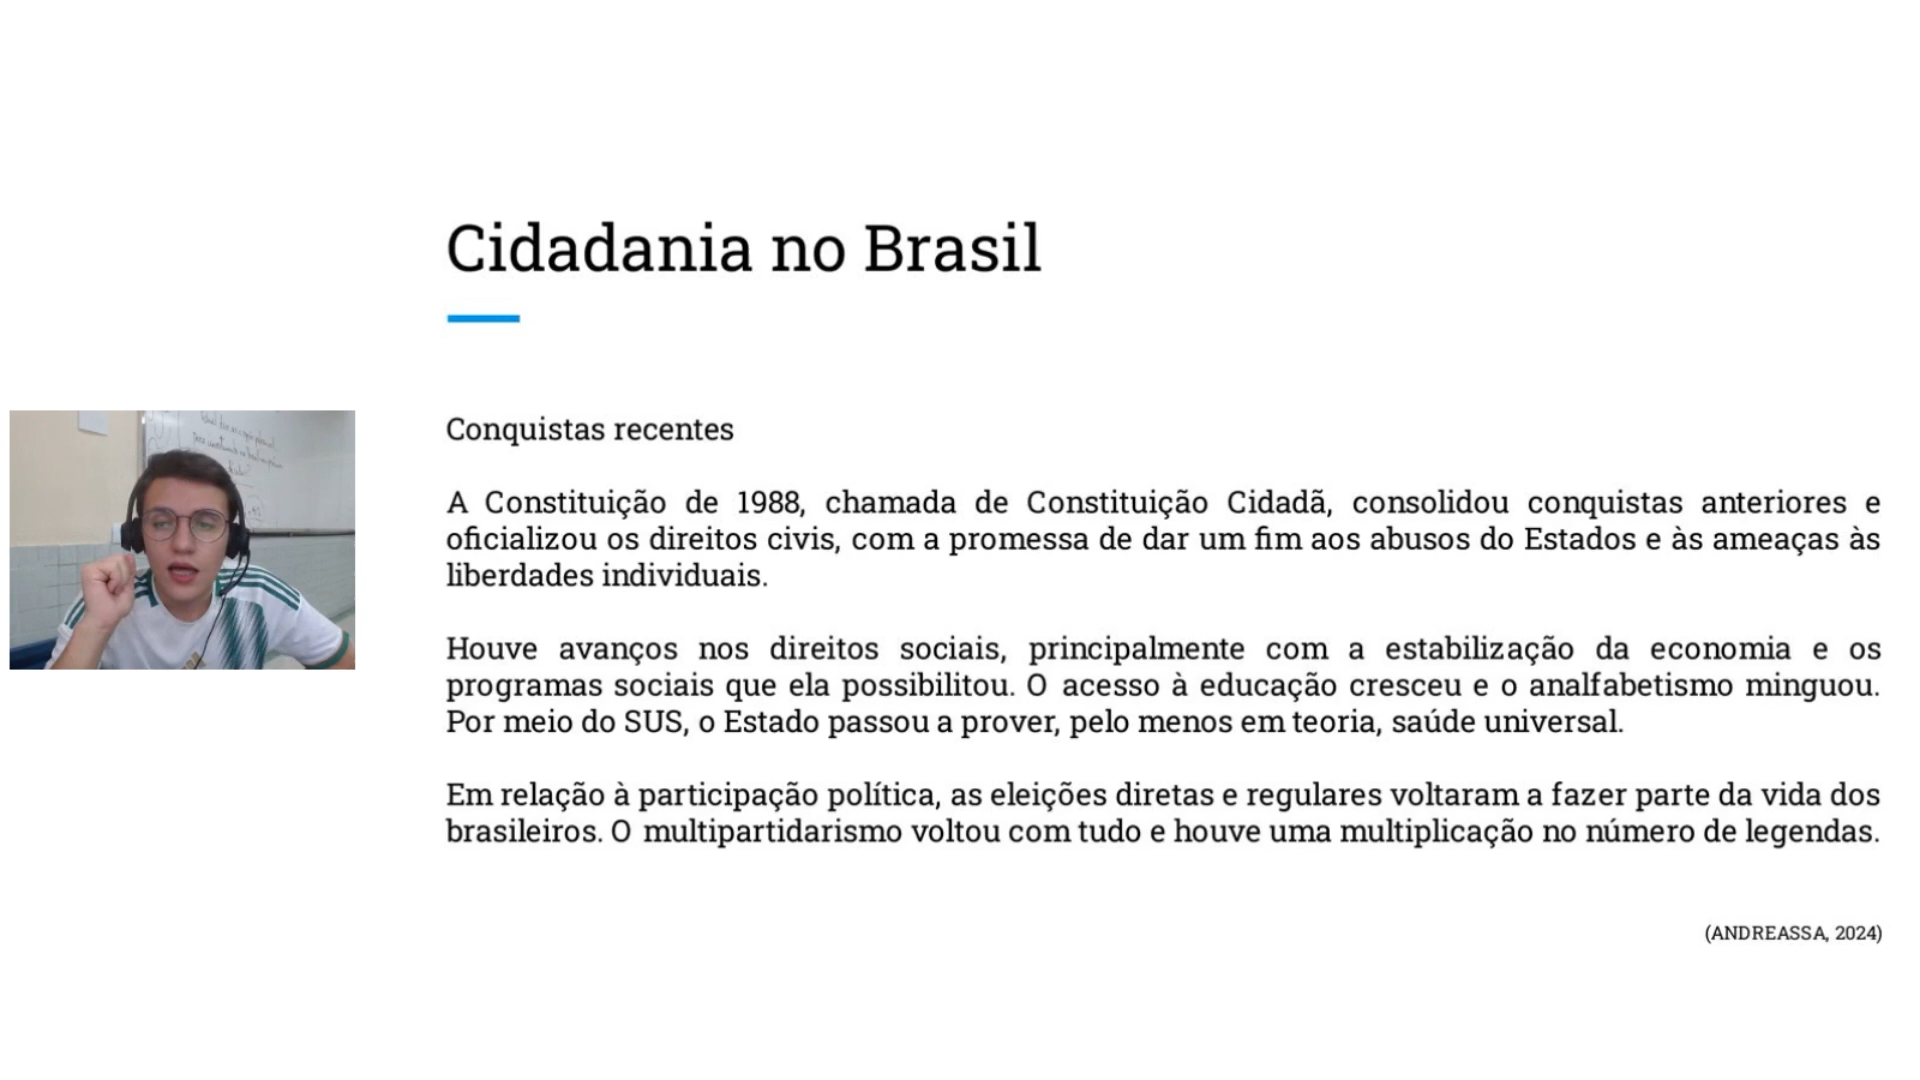 Cidadania no Brasil
Conquistas recentes
A Constituição de 1988, chamada de Constituição Cidadã, consolidou conquistas anteriores e
oficializou os direitos civis, com a promessa de dar um fim aos abusos do Estados e às ameaças às
liberdades individuais.
Houve avanços nos direitos sociais, principalmente com a estabilização da economia e os
programas sociais que ela possibilitou. O acesso à educação cresceu e o analfabetismo minguou.
Por meio do SUS, o Estado passou a prover, pelo menos em teoria, saúde universal.
Em relação à participação política, as eleições diretas e regulares voltaram a fazer parte da vida dos
brasileiros. O multipartidarismo voltou com tudo e houve uma multiplicação no número de legendas.
(ANDREASSA, 2024)